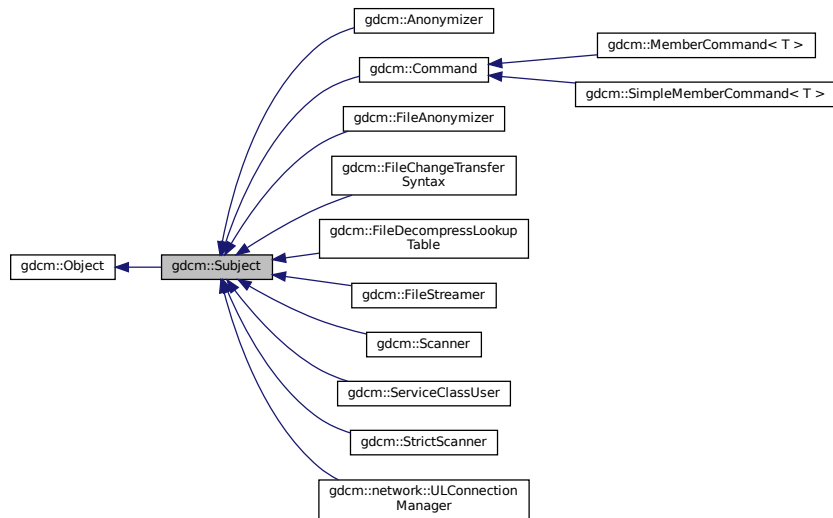 gdcm::Anonymizer
gdcm::MemberCommand< T >
gdcm::Command
gdcm::SimpleMemberCommand< T >
gdcm::FileAnonymizer
gdcm::FileChangeTransfer
Syntax
gdcm::FileDecompressLookup
Table
gdcm::Object
gdcm::Subject
gdcm::FileStreamer
gdcm::Scanner
gdcm::ServiceClassUser
gdcm::StrictScanner
gdcm::network::ULConnection
Manager